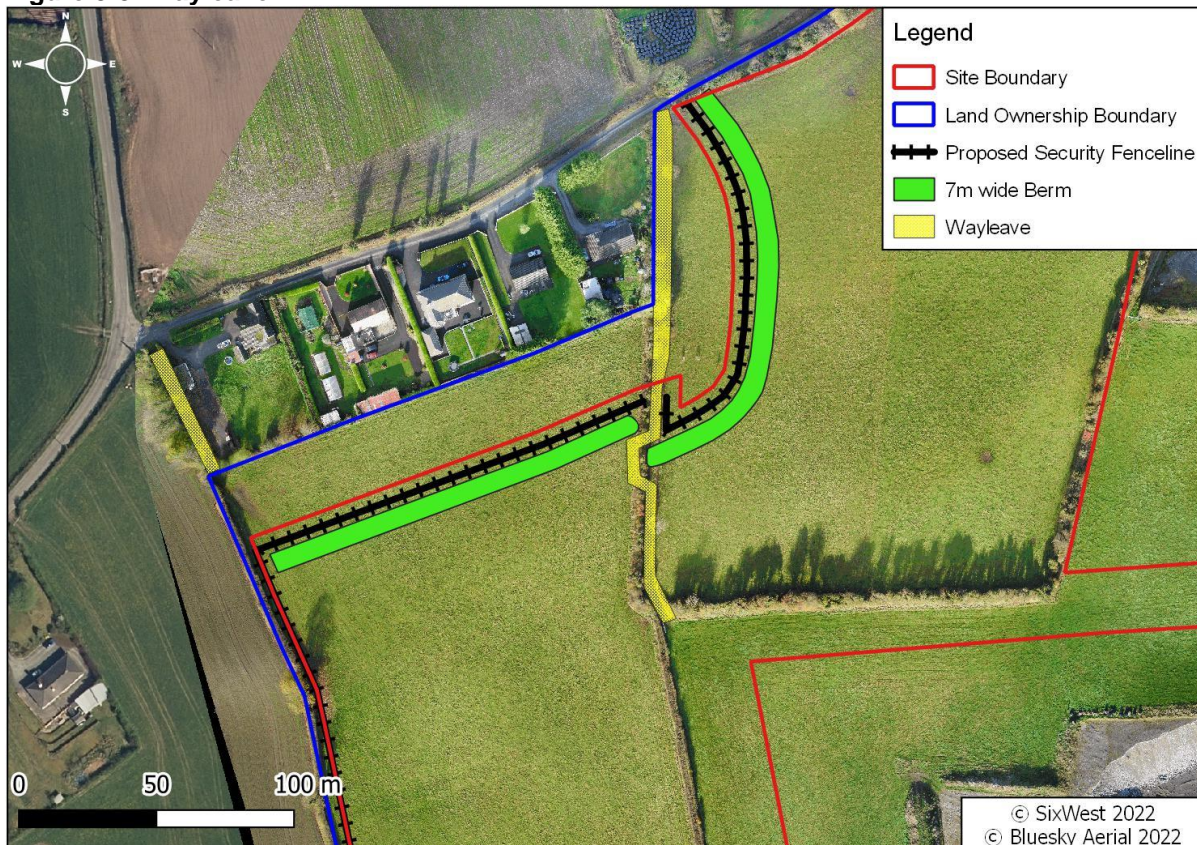 N
W
E
S
Legend
Site Boundary
Land Ownership Boundary
Proposed Security Fenceline
7m wide Berm
Wayleave
0 50 100 m
© SixWest 2022
© Bluesky Aerial 2022